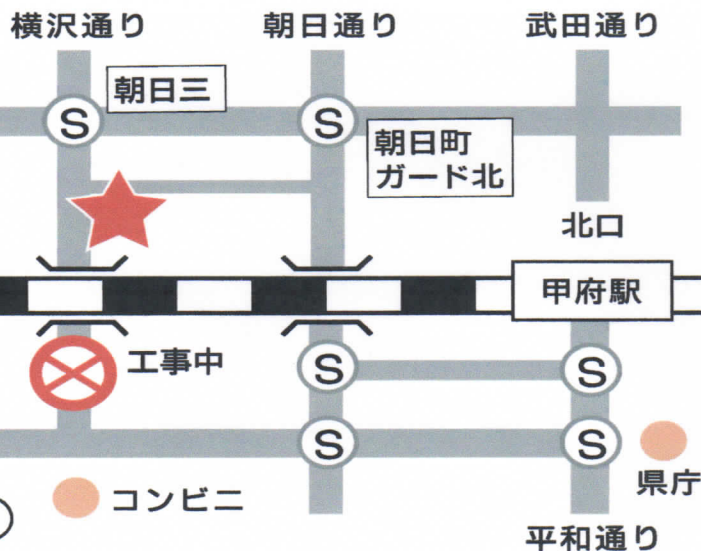 横沢通り
朝日通り
武田通り
朝日三
S
S
朝日町
ガード北
北口
甲府駅
工事中
S
S
S
S
県庁
コンビニ
平和通り